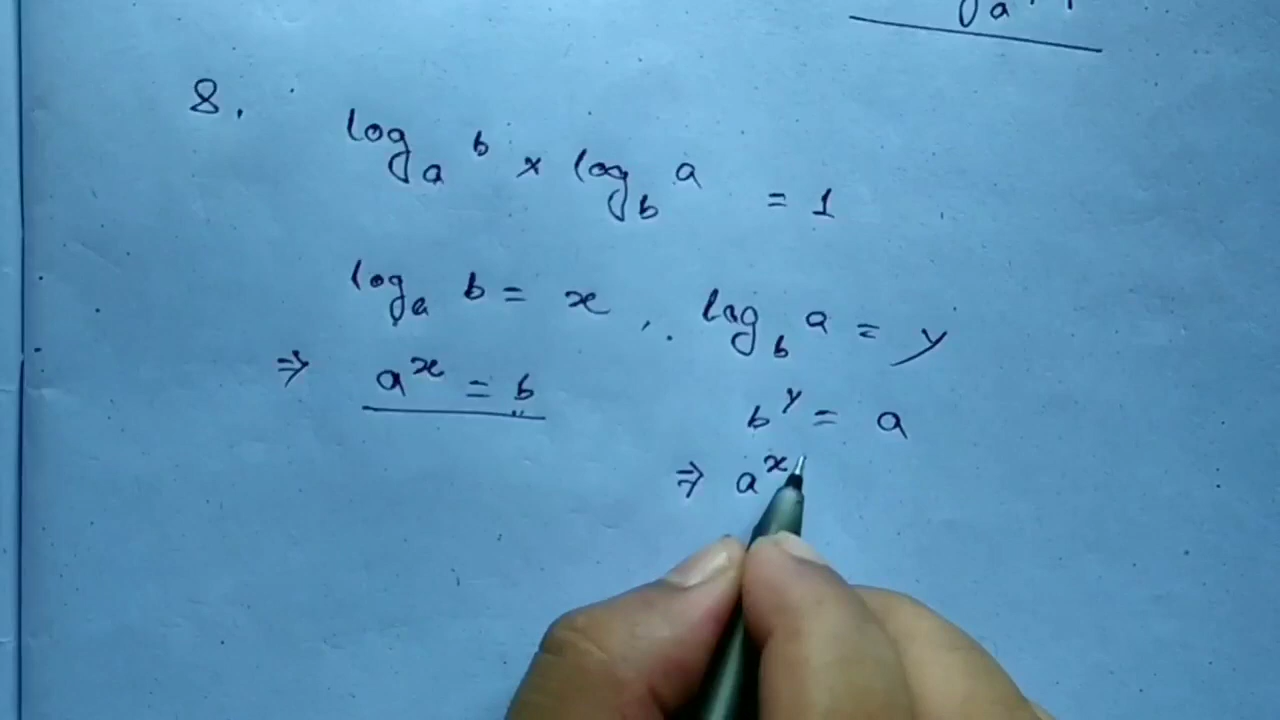 8. log_a b × log_b a = 1
log_a b = x , . log_b a = y
⇒ a^x = b b^y = a
⇒ a^x